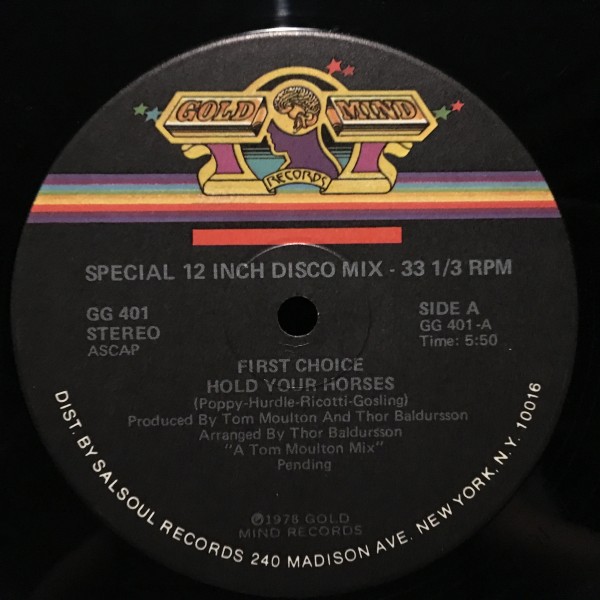 GOLD MIND
RECORDS
SPECIAL 12 INCH DISCO MIX - 33 1/3 RPM
GG 401
STEREO
ASCAP
SIDE A
GG 401-A
Time: 5:50
FIRST CHOICE
HOLD YOUR HORSES
(Poppy-Hurdle-Ricotti-Gosling)
Produced By Tom Moulton And Thor Baldursson
Arranged By Thor Baldursson
"A Tom Moulton Mix"
Pending
℗1978 GOLD
MIND RECORDS
DIST. BY SALSOUL RECORDS 240 MADISON AVE. NEW YORK, N.Y. 10016